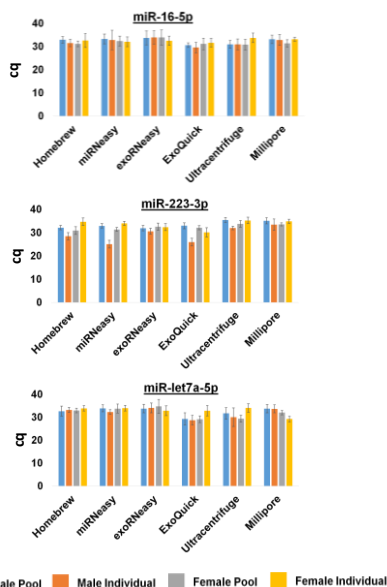 miR-16-5p
40
30
20
10
0
cq
Homebrew
miRNeasy
exoRNeasy
ExoQuick
Ultracentrifuge
Millipore
miR-223-3p
40
30
20
10
0
cq
Homebrew
miRNeasy
exoRNeasy
ExoQuick
Ultracentrifuge
Millipore
miR-let7a-5p
40
30
20
10
0
cq
Homebrew
miRNeasy
exoRNeasy
ExoQuick
Ultracentrifuge
Millipore
ale Pool Male Individual Female Pool Female Individual